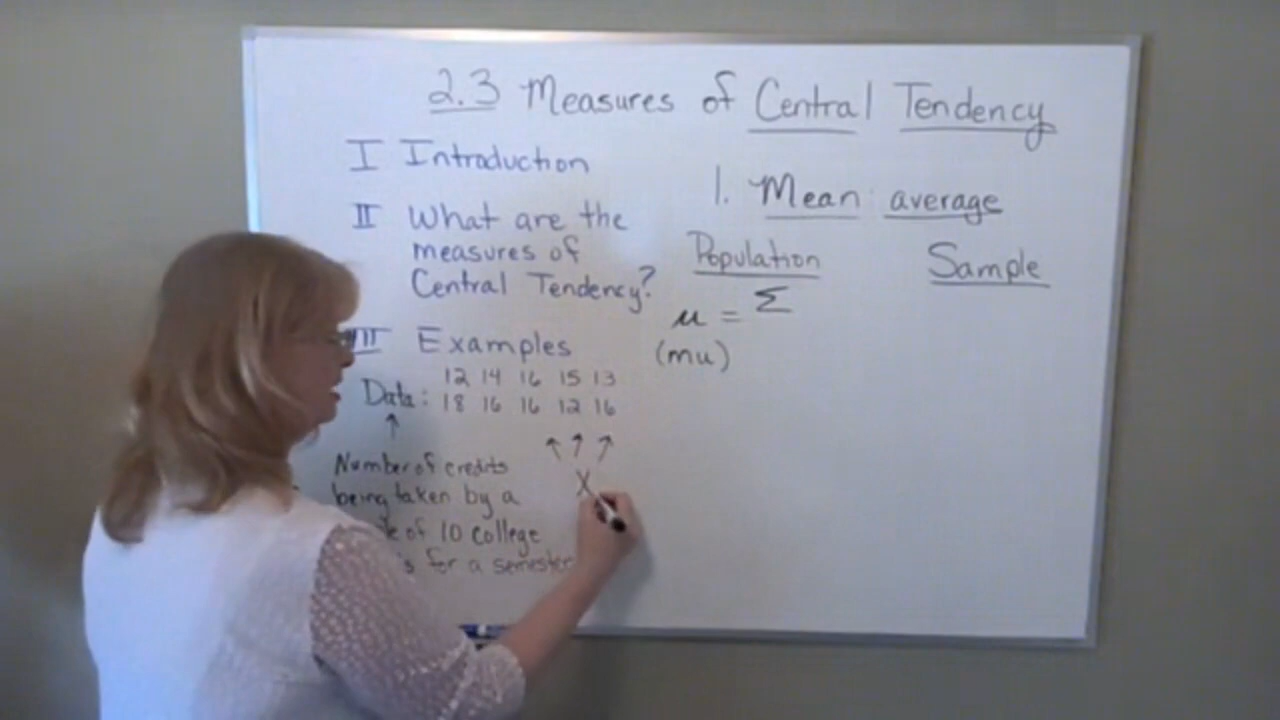 2.3 Measures of Central Tendency
I Introduction
II What are the
measures of
Central Tendency?
III Examples
Data: 12 14 16 15 13
18 16 16 12 16
↑
↑ ↑ ↑
X
Number of credits
being taken by a
of 10 college
for a semester
1. Mean: average
Population
μ = Σ
(mu)
Sample